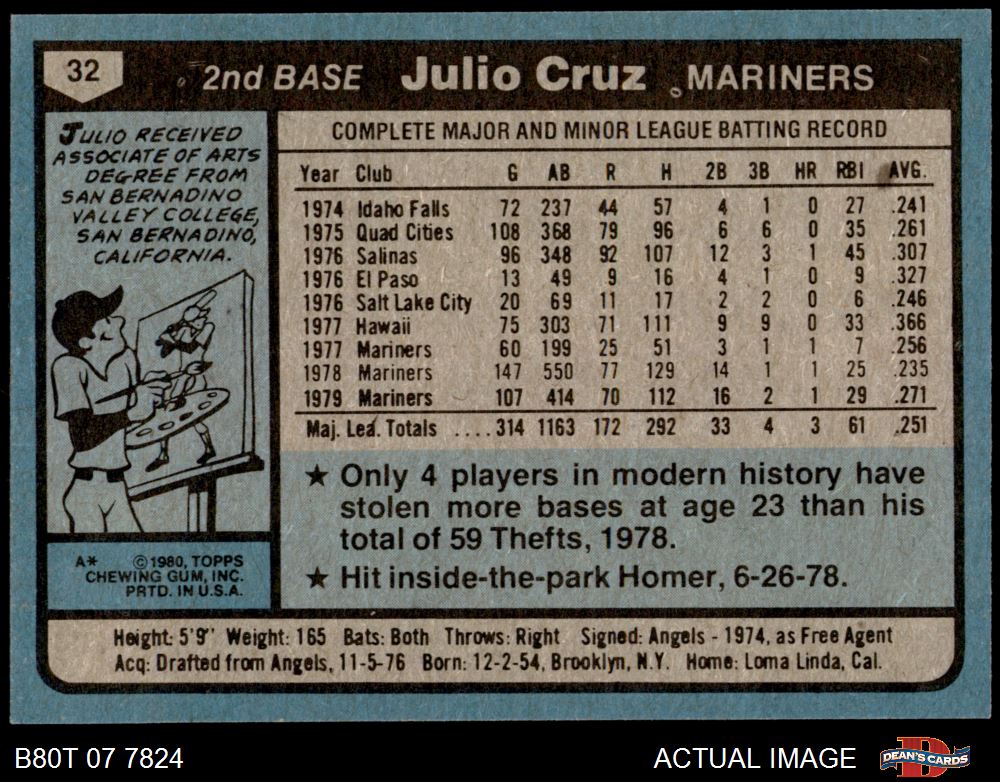 32 2nd BASE Julio Cruz MARINERS
JULIO RECEIVED
ASSOCIATE OF ARTS
DEGREE FROM
SAN BERNADINO
VALLEY COLLEGE,
SAN BERNADINO,
CALIFORNIA.
A* ©1980, TOPPS
CHEWING GUM, INC.
PRTD. IN U.S.A.
COMPLETE MAJOR AND MINOR LEAGUE BATTING RECORD
Year Club G AB R H 2B 3B HR RBI AVG.
1974 Idaho Falls 72 237 44 57 4 1 0 27 .241
1975 Quad Cities 108 368 79 96 6 6 0 35 .261
1976 Salinas 96 348 92 107 12 3 1 45 .307
1976 El Paso 13 49 9 16 4 1 0 9 .327
1976 Salt Lake City 20 69 11 17 2 2 0 6 .246
1977 Hawaii 75 303 71 111 9 9 0 33 .366
1977 Mariners 60 199 25 51 3 1 1 7 .256
1978 Mariners 147 550 77 129 14 1 1 25 .235
1979 Mariners 107 414 70 112 16 2 1 29 .271
Maj. Lea. Totals ....314 1163 172 292 33 4 3 61 .251
★ Only 4 players in modern history have
stolen more bases at age 23 than his
total of 59 Thefts, 1978.
★ Hit inside-the-park Homer, 6-26-78.
Height: 5'9" Weight: 165 Bats: Both Throws: Right Signed: Angels - 1974, as Free Agent
Acq: Drafted from Angels, 11-5-76 Born: 12-2-54, Brooklyn, N.Y. Home: Loma Linda, Cal.
B80T 07 7824 ACTUAL IMAGE DEAN'S CARDS